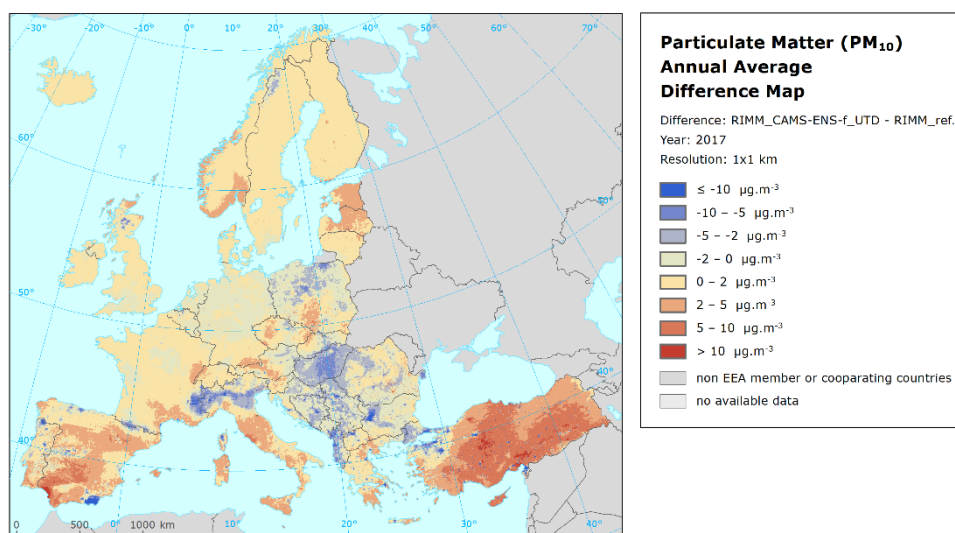 -30° -20° -10° 0° 10° 20° 30° 40° 50° 60° 70°
60°
50°
40°
60°
50°
40°
0 500 1000 km
0° 10° 20° 30° 40°
Particulate Matter (PM₁₀)
Annual Average
Difference Map
Difference: RIMM_CAMS-ENS-f_UTD - RIMM_ref.
Year: 2017
Resolution: 1x1 km
≤ -10 µg.m⁻³
-10 – -5 µg.m⁻³
-5 – -2 µg.m⁻³
-2 – 0 µg.m⁻³
0 – 2 µg.m⁻³
2 – 5 µg.m⁻³
5 – 10 µg.m⁻³
> 10 µg.m⁻³
non EEA member or cooparating countries
no available data